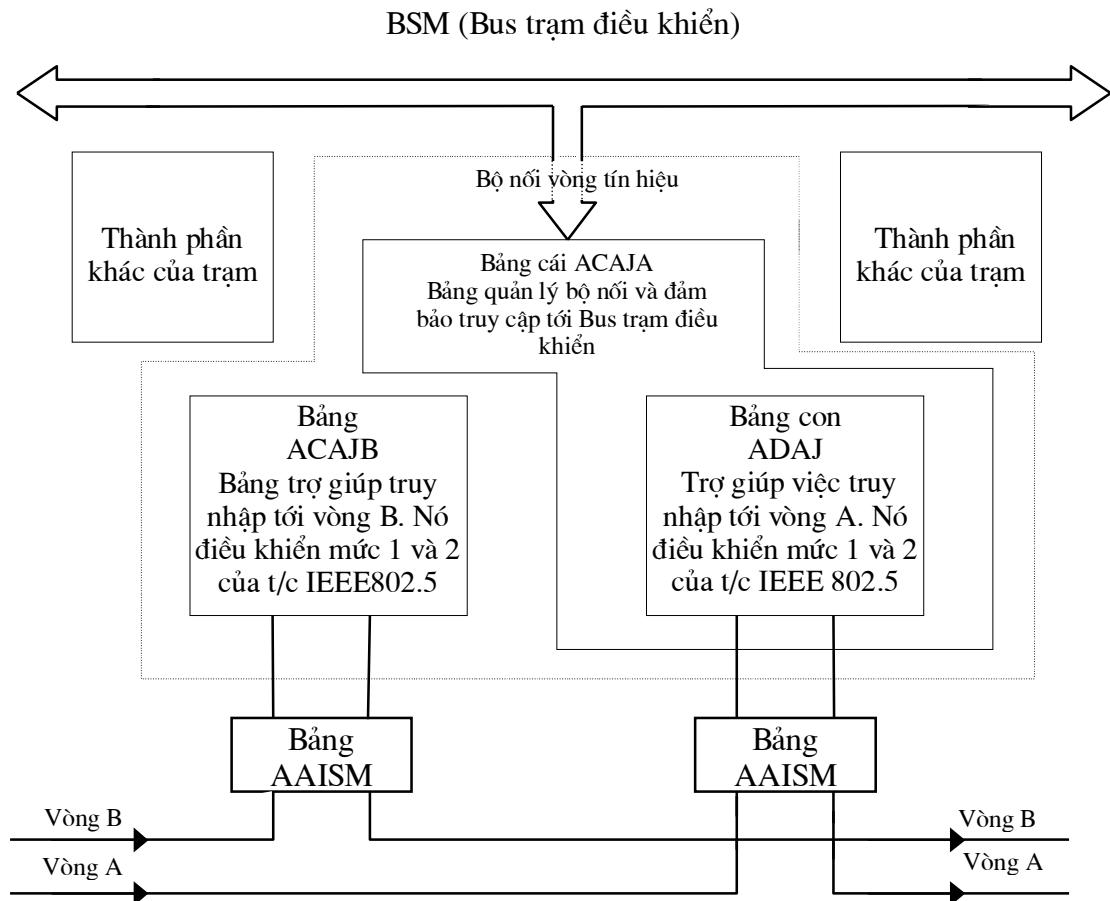 BSM (Bus trạm điều khiển)
Bộ nối vòng tín hiệu
Thành phần
khác của trạm
Thành phần
khác của trạm
Bảng cái ACAJA
Bảng quản lý bộ nối và đảm
bảo truy cập tới Bus trạm điều
khiển
Bảng
ACAJB
Bảng trợ giúp truy
nhập tới vòng B. Nó
điều khiển mức 1 và 2
của t/c IEEE802.5
Bảng con
ADAJ
Trợ giúp việc truy
nhập tới vòng A. Nó
điều khiển mức 1 và 2
của t/c IEEE 802.5
Bảng
AAISM
Bảng
AAISM
Vòng B
Vòng B
Vòng A
Vòng A